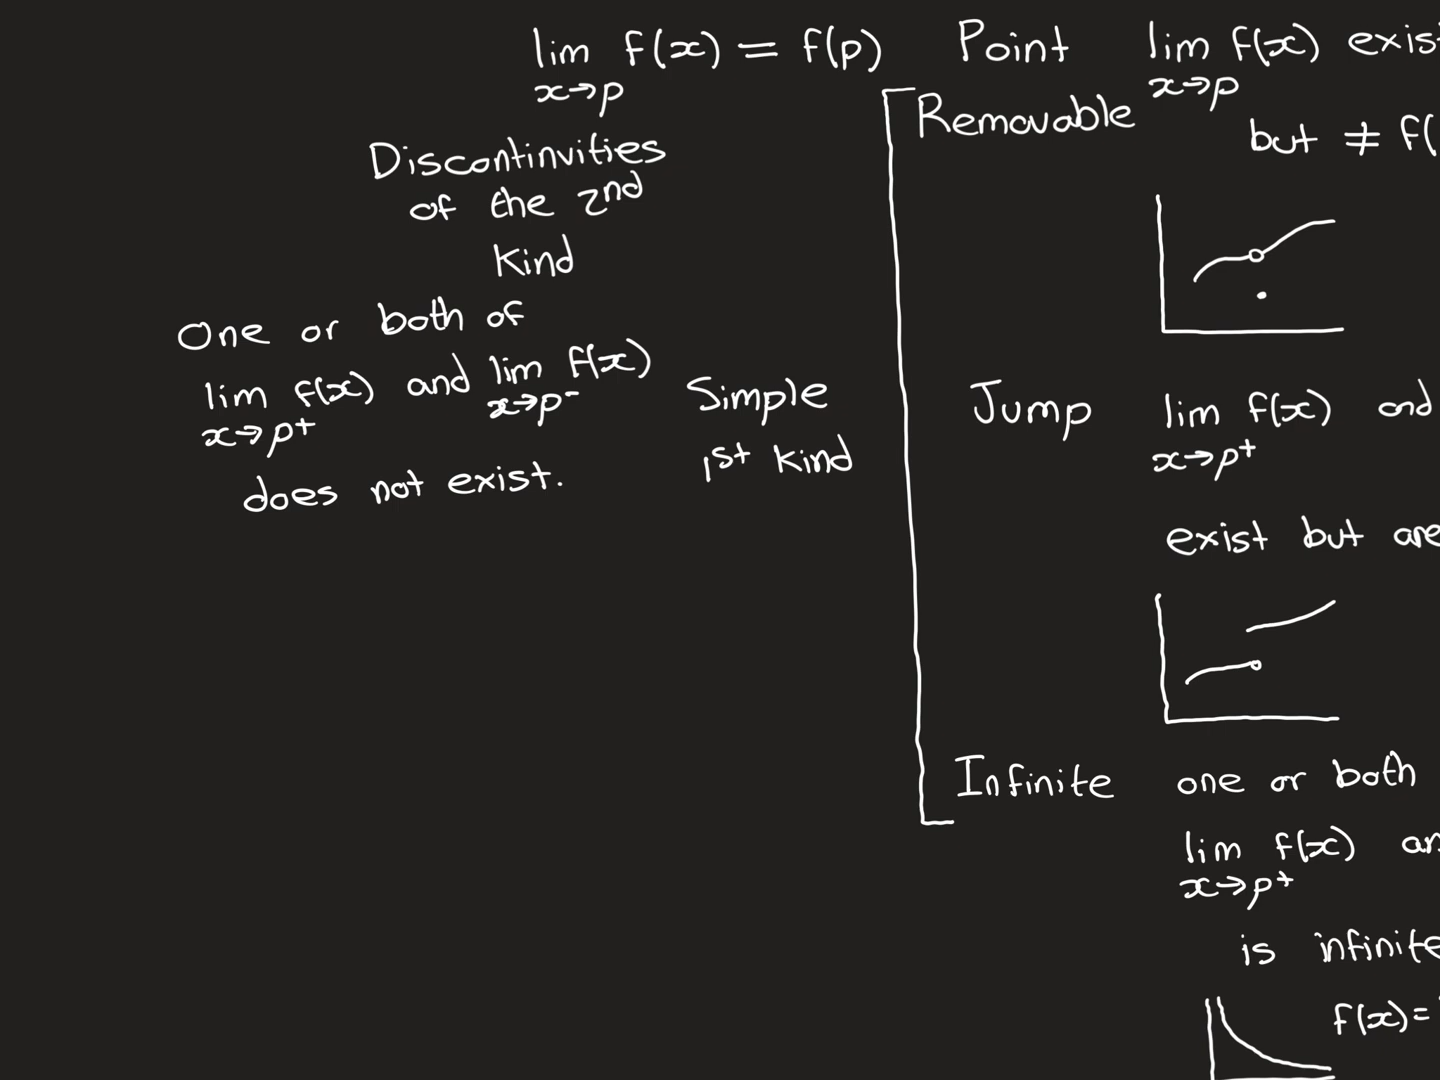 lim f(x) = f(p)
x→p
Discontinuities
of the 2nd
kind
One or both of
lim f(x) and lim f(x)
x→p+ x→p-
does not exist.
Simple
1st kind
Point
Removable
lim f(x) exis
x→p
but ≠ f(
Jump
lim f(x) and
x→p+
exist but are
Infinite
one or both
lim f(x) an
x→p+
is infinite
f(x)=